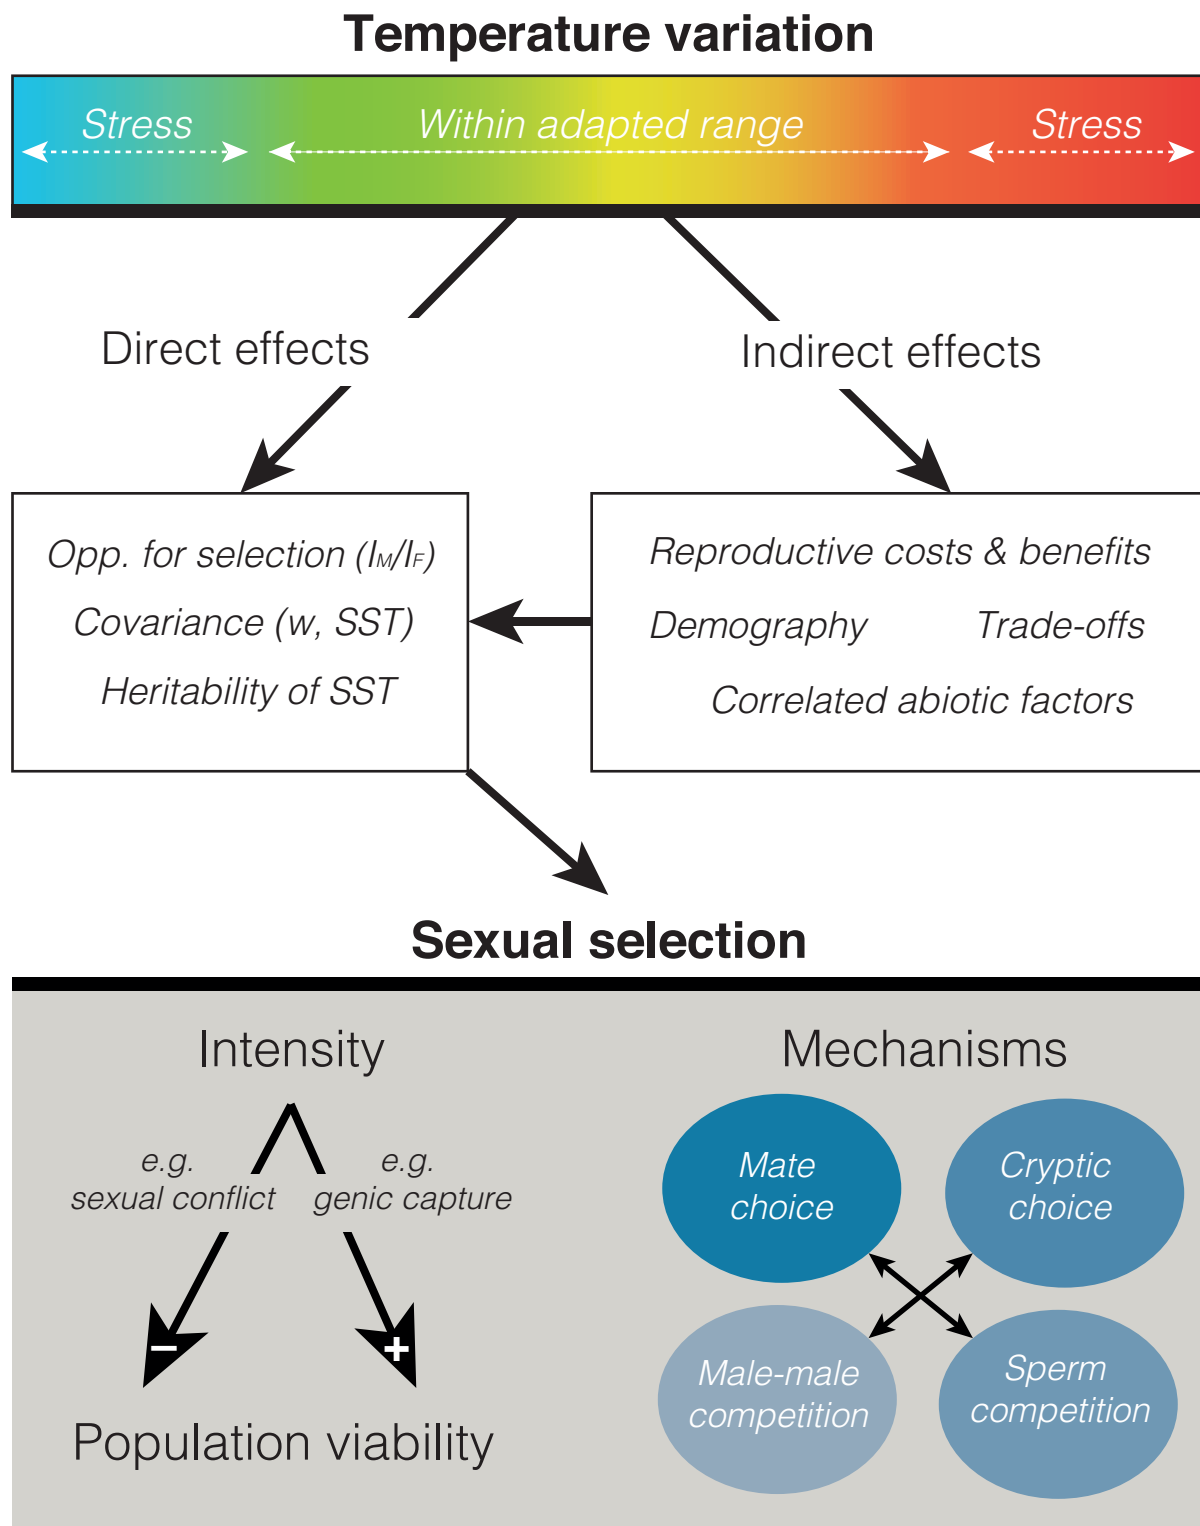 Temperature variation
Stress
Within adapted range
Stress
Direct effects
Indirect effects
Opp. for selection (IM/IF)
Covariance (w, SST)
Heritability of SST
Reproductive costs & benefits
Demography
Trade-offs
Correlated abiotic factors
Sexual selection
Intensity
e.g.
sexual conflict
e.g.
genic capture
–
+
Population viability
Mechanisms
Mate
choice
Cryptic
choice
Male-male
competition
Sperm
competition